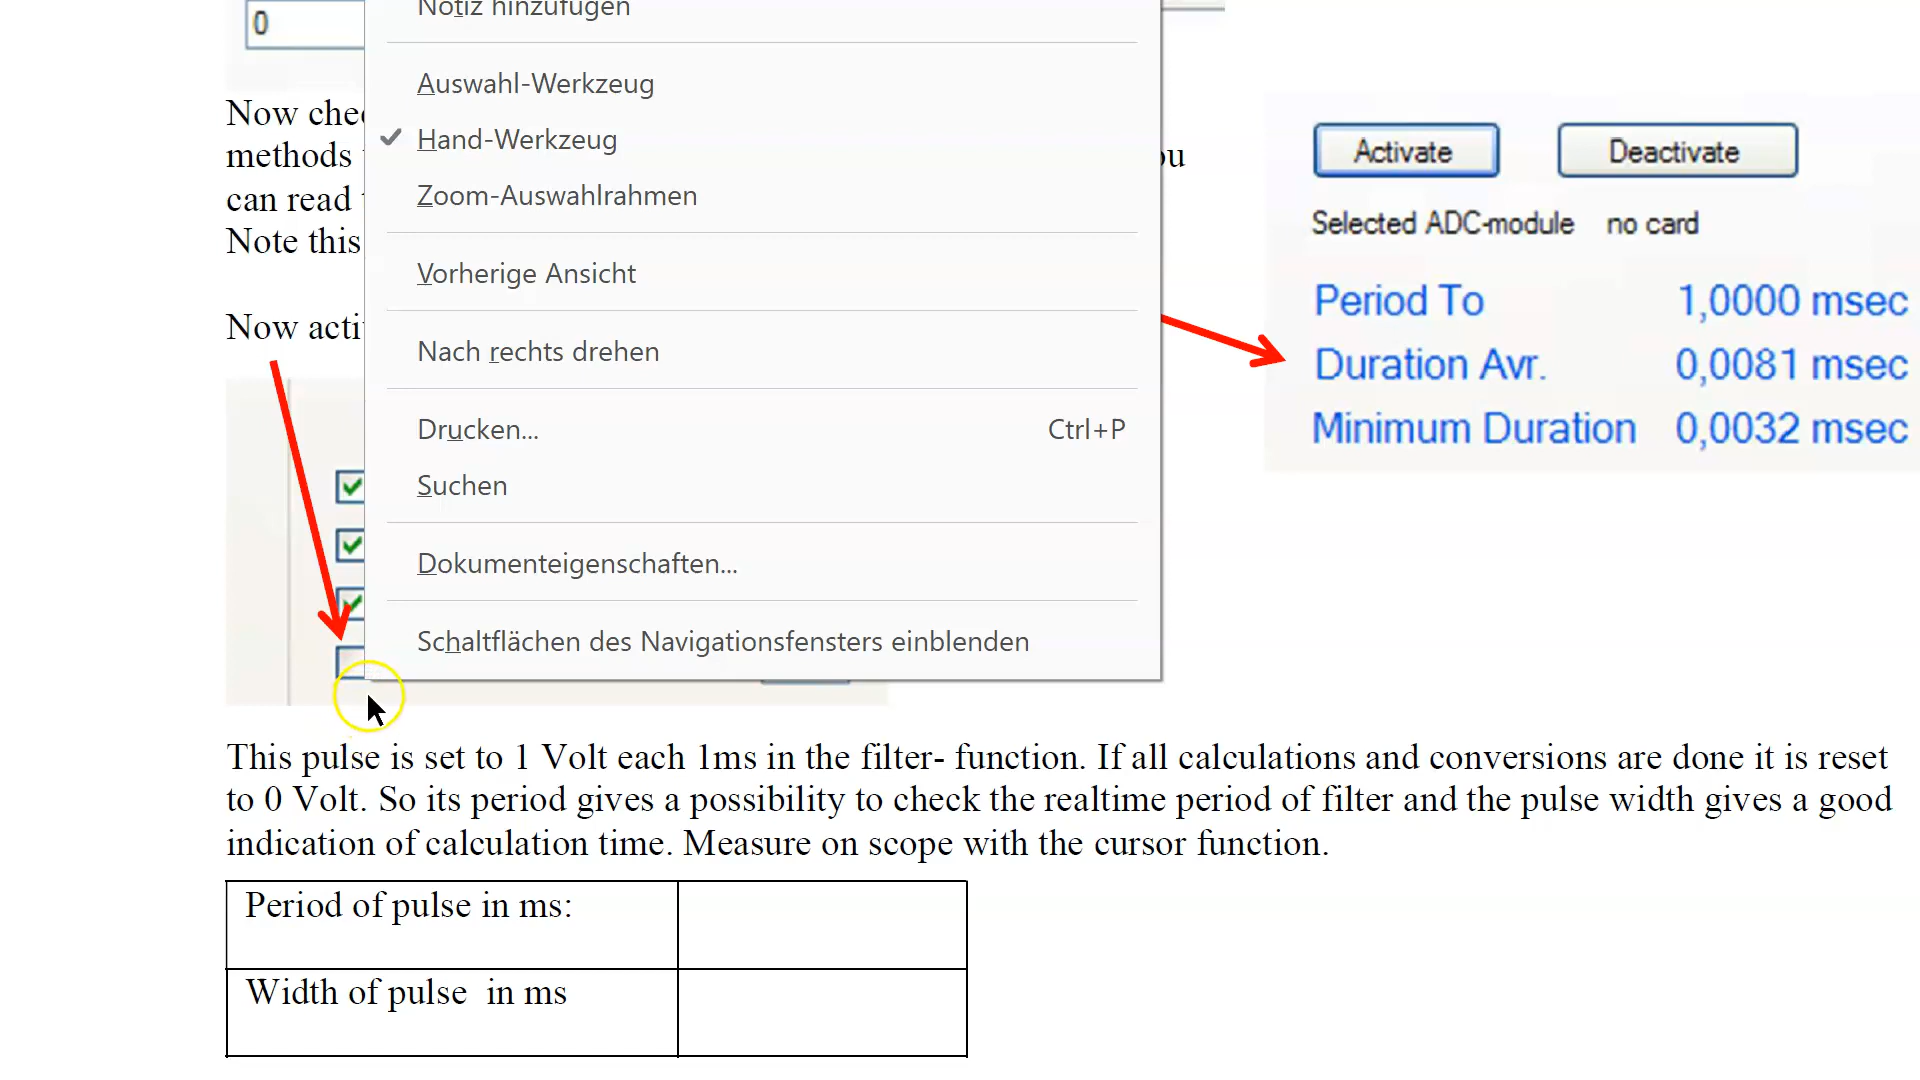 0
Notiz hinzufügen
Auswahl-Werkzeug
Hand-Werkzeug
Zoom-Auswahlrahmen
Vorherige Ansicht
Nach rechts drehen
Drucken... Ctrl+P
Suchen
Dokumenteigenschaften...
Schaltflächen des Navigationsfensters einblenden
Now
methods
can read
Note this
Now
Activate Deactivate
Selected ADC-module no card
Period To 1,0000 msec
Duration Avr. 0,0081 msec
Minimum Duration 0,0032 msec
This pulse is set to 1 Volt each 1ms in the filter- function. If all calculations and conversions are done it is reset
to 0 Volt. So its period gives a possibility to check the realtime period of filter and the pulse width gives a good
indication of calculation time. Measure on scope with the cursor function.
Period of pulse in ms:
Width of pulse in ms